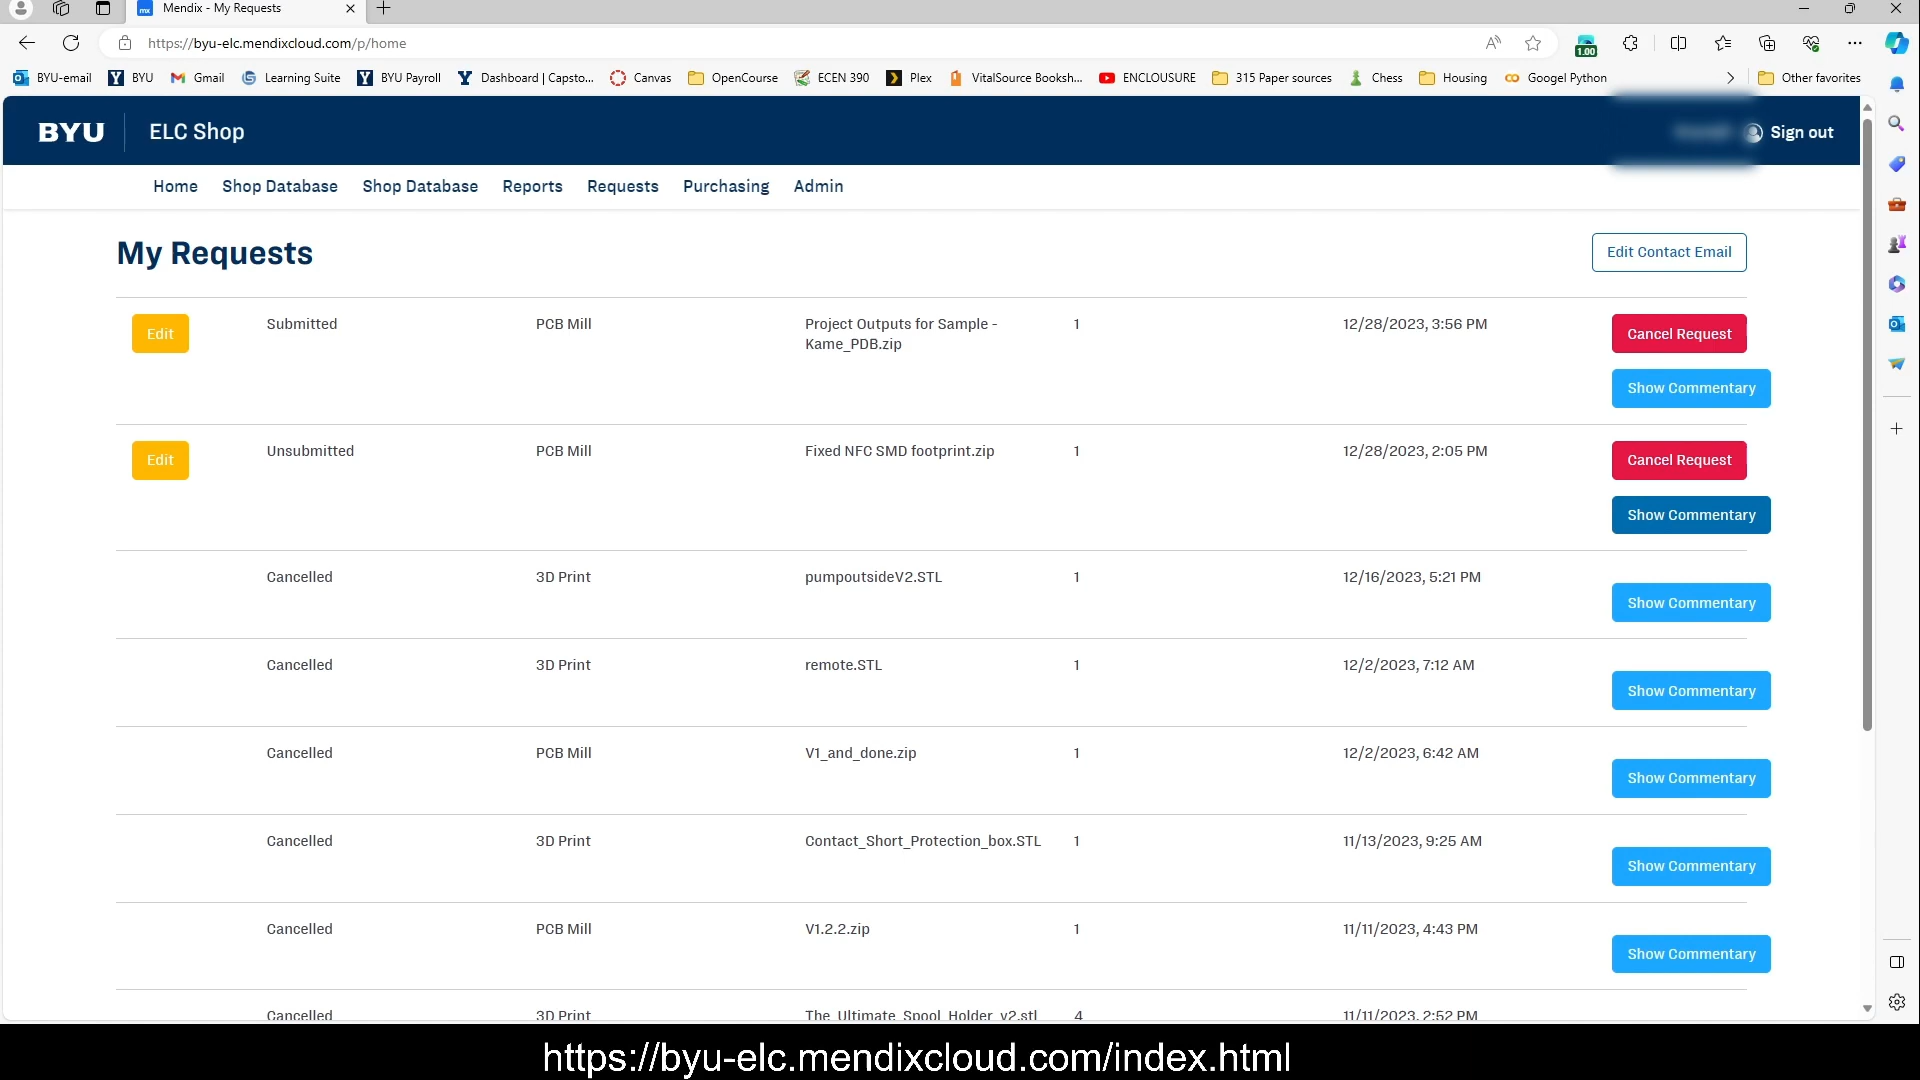 Mendix - My Requests
https://byu-elc.mendixcloud.com/p/home
1.00
BYU-email BYU Gmail Learning Suite BYU Payroll Dashboard | Capsto... Canvas OpenCourse ECEN 390 Plex VitalSource Booksh... ENCLOUSURE 315 Paper sources Chess Housing Googel Python Other favorites
BYU ELC Shop Sign out
Home Shop Database Shop Database Reports Requests Purchasing Admin
My Requests Edit Contact Email
Edit Submitted PCB Mill Project Outputs for Sample - 1 12/28/2023, 3:56 PM Cancel Request
Kame_PDB.zip
Show Commentary
Edit Unsubmitted PCB Mill Fixed NFC SMD footprint.zip 1 12/28/2023, 2:05 PM Cancel Request
Show Commentary
Cancelled 3D Print pumpoutsideV2.STL 1 12/16/2023, 5:21 PM
Show Commentary
Cancelled 3D Print remote.STL 1 12/2/2023, 7:12 AM
Show Commentary
Cancelled PCB Mill V1_and_done.zip 1 12/2/2023, 6:42 AM
Show Commentary
Cancelled 3D Print Contact_Short_Protection_box.STL 1 11/13/2023, 9:25 AM
Show Commentary
Cancelled PCB Mill V1.2.2.zip 1 11/11/2023, 4:43 PM
Show Commentary
Cancelled 3D Print The_Ultimate_Spool_Holder_v2.stl 4 11/11/2023, 2:52 PM
https://byu-elc.mendixcloud.com/index.html